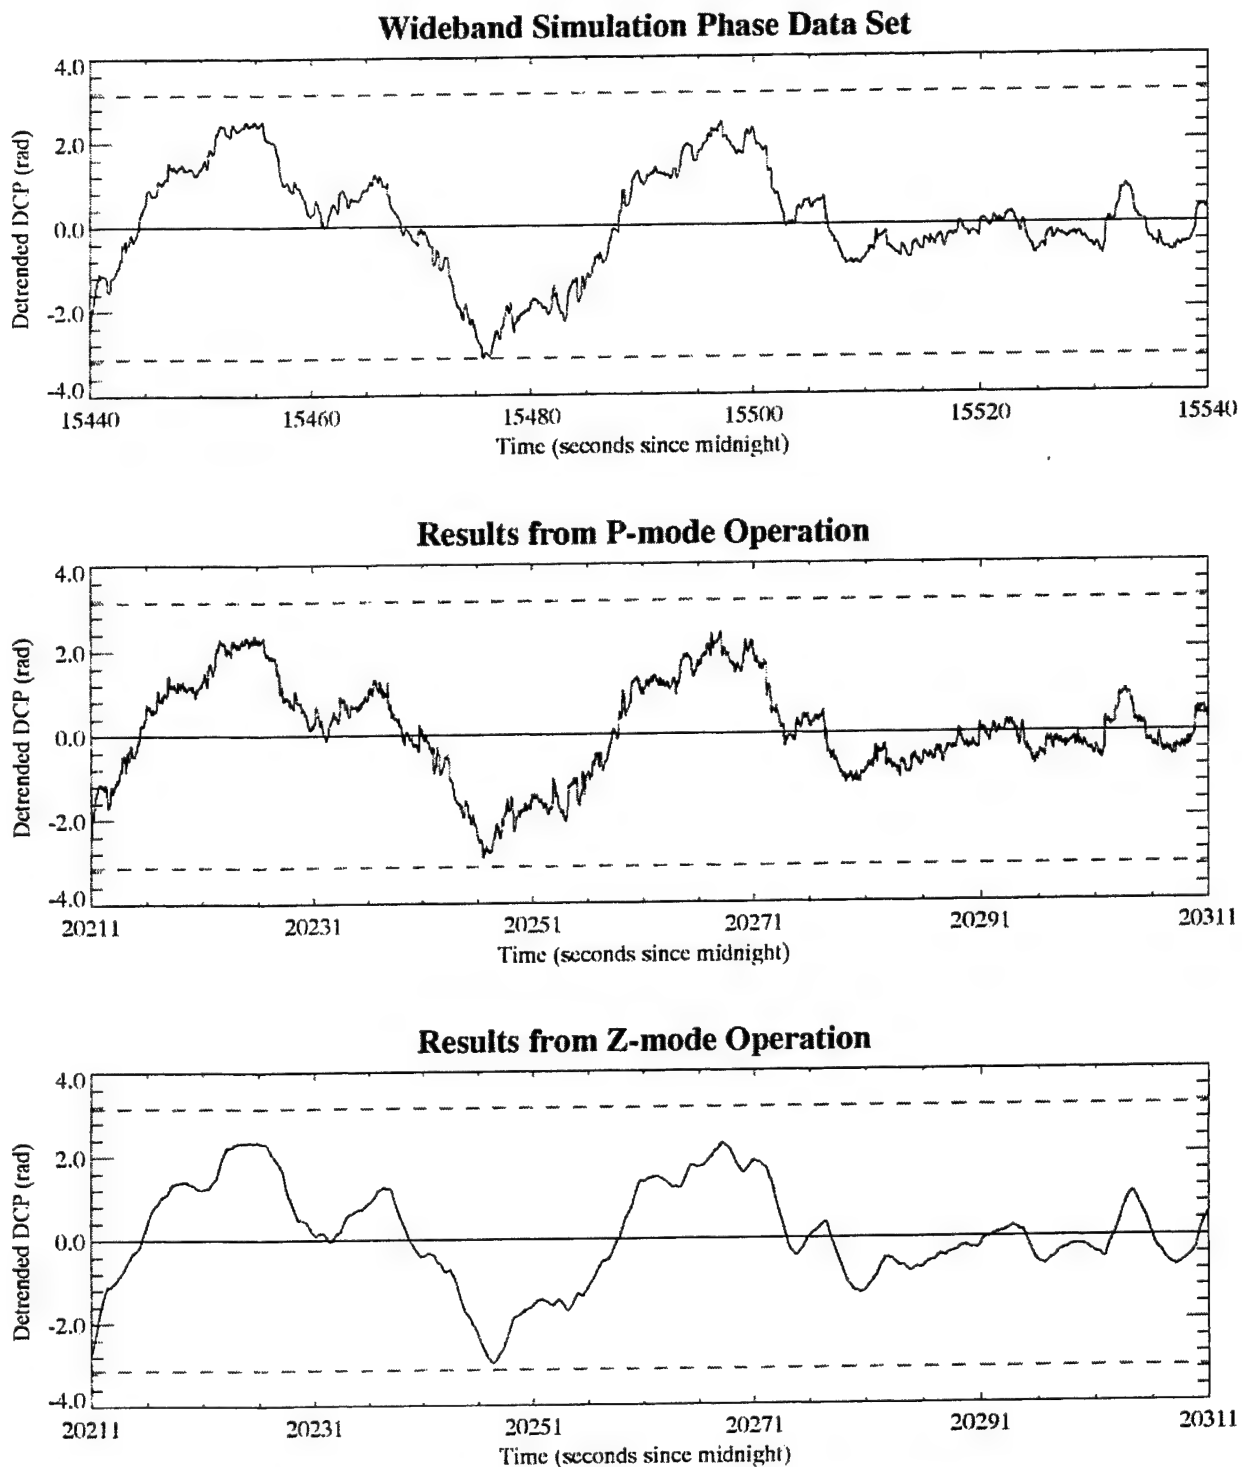 Wideband Simulation Phase Data Set
4.0
2.0
0.0
-2.0
-4.0
Detrended DCP (rad)
15440 15460 15480 15500 15520 15540
Time (seconds since midnight)
Results from P-mode Operation
4.0
2.0
0.0
-2.0
-4.0
Detrended DCP (rad)
20211 20231 20251 20271 20291 20311
Time (seconds since midnight)
Results from Z-mode Operation
4.0
2.0
0.0
-2.0
-4.0
Detrended DCP (rad)
20211 20231 20251 20271 20291 20311
Time (seconds since midnight)